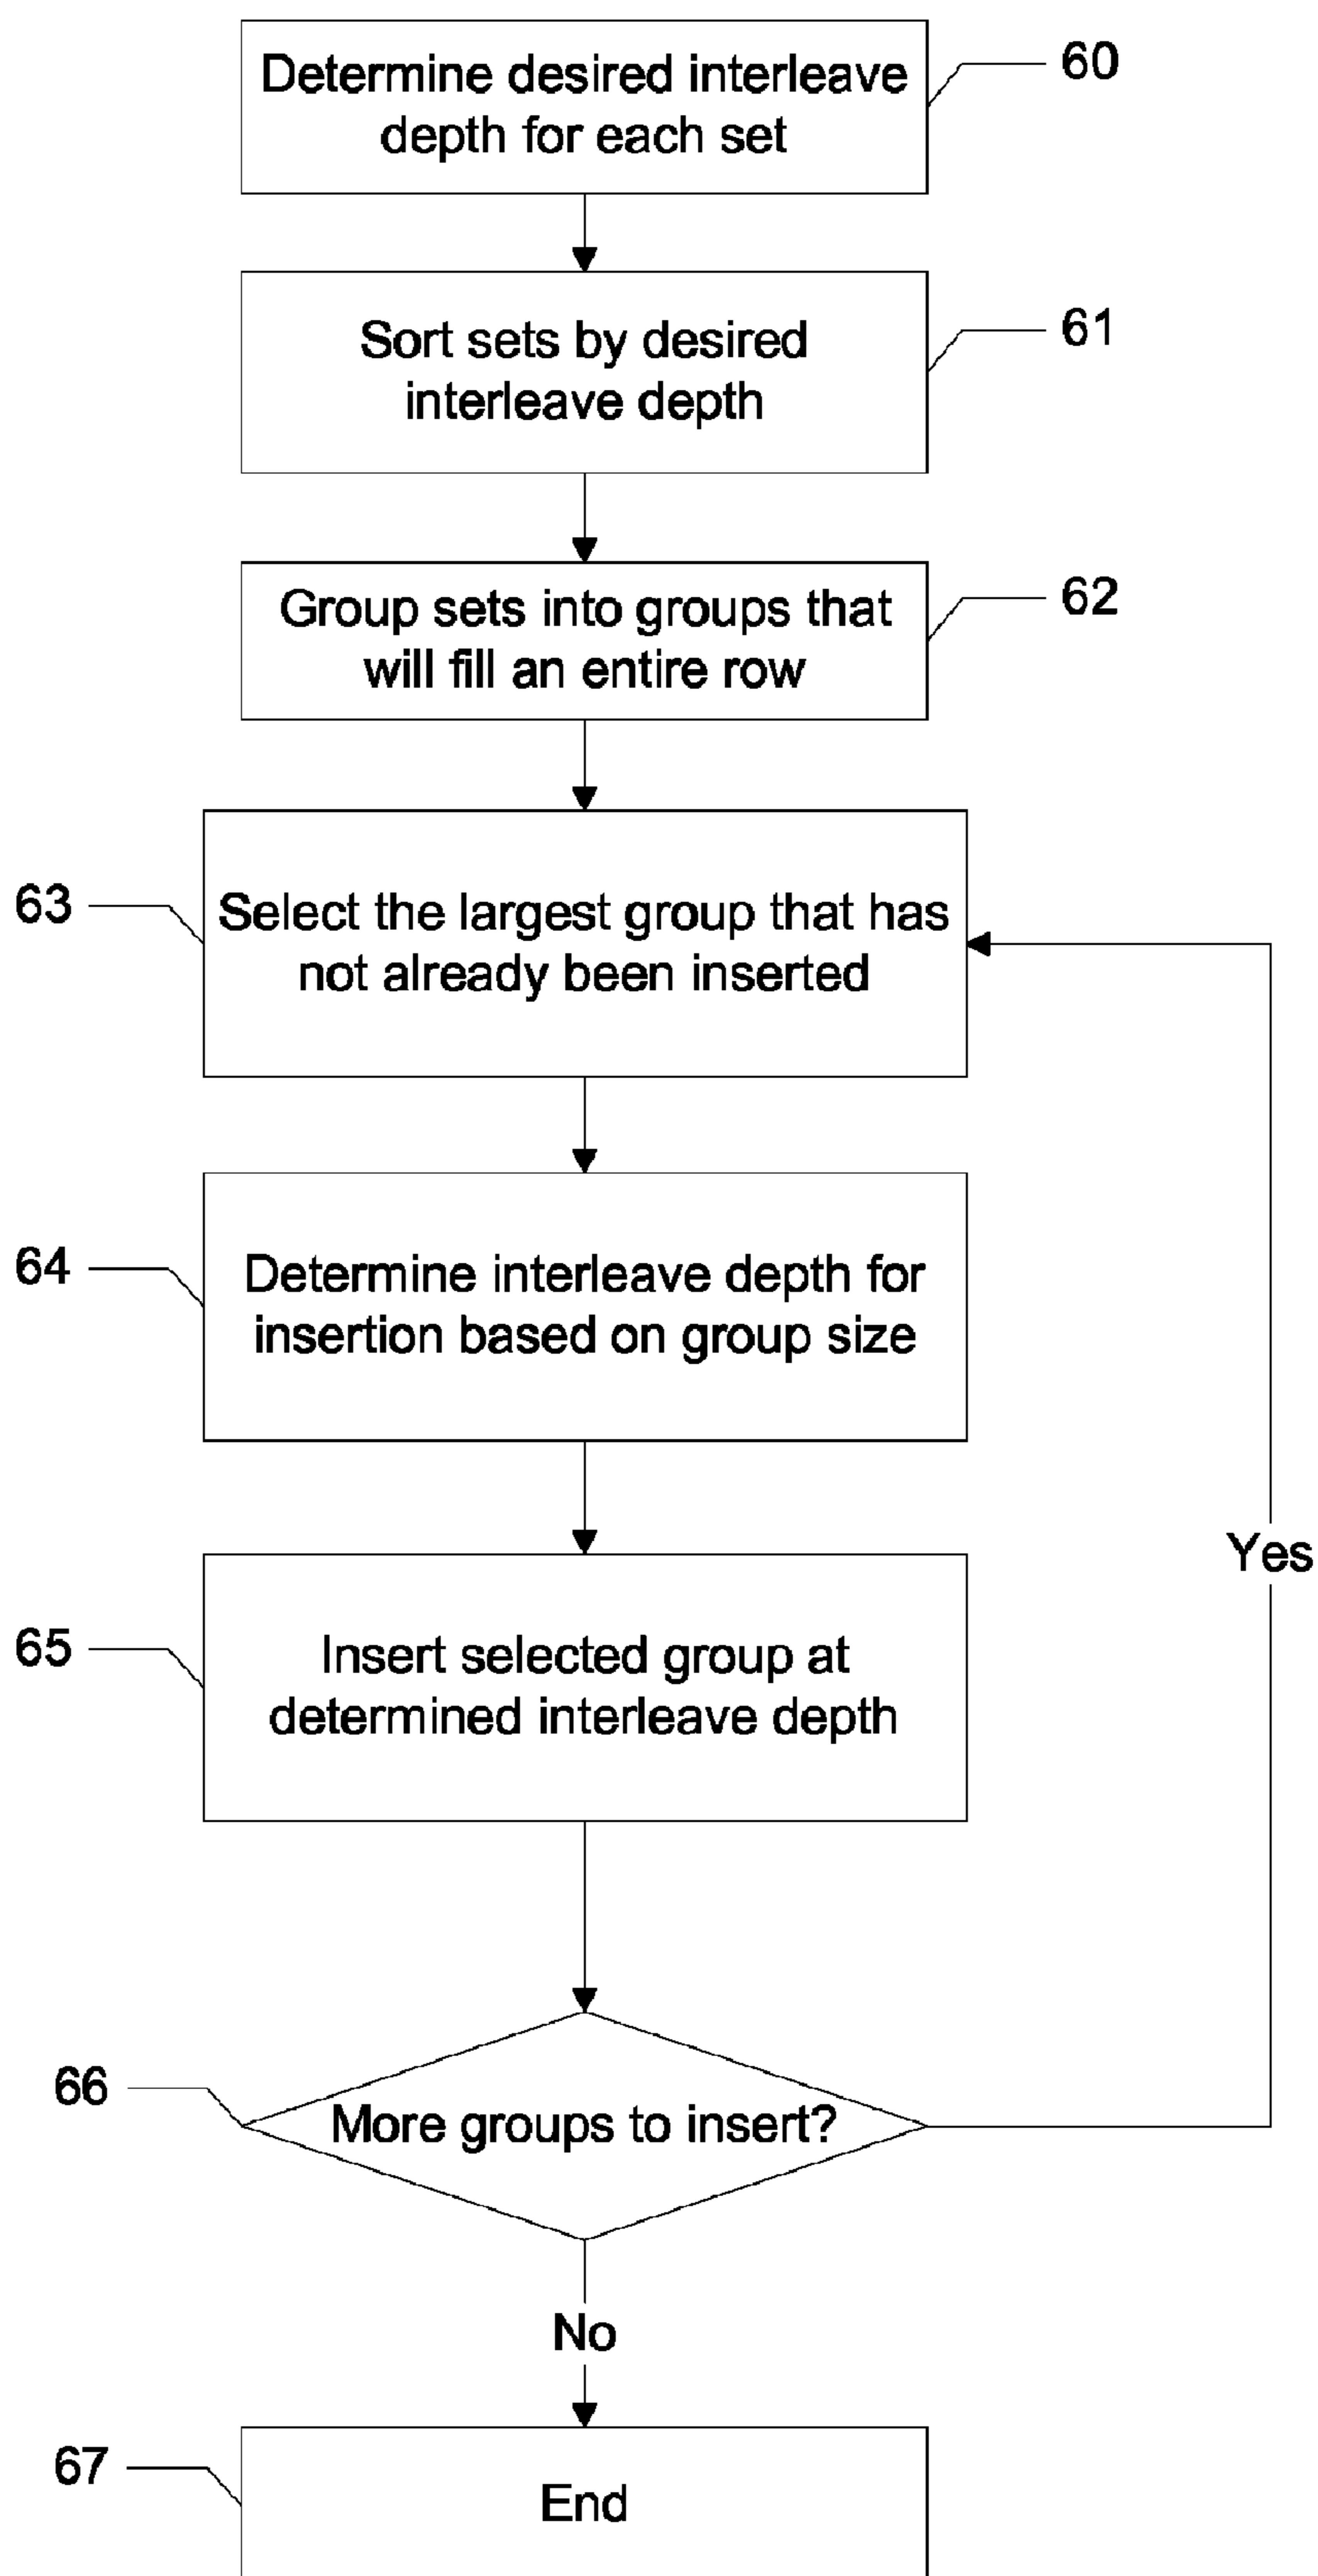 Determine desired interleave
depth for each set
60
Sort sets by desired
interleave depth
61
Group sets into groups that
will fill an entire row
62
63
Select the largest group that has
not already been inserted
64
Determine interleave depth for
insertion based on group size
65
Insert selected group at
determined interleave depth
Yes
66
More groups to insert?
No
67
End